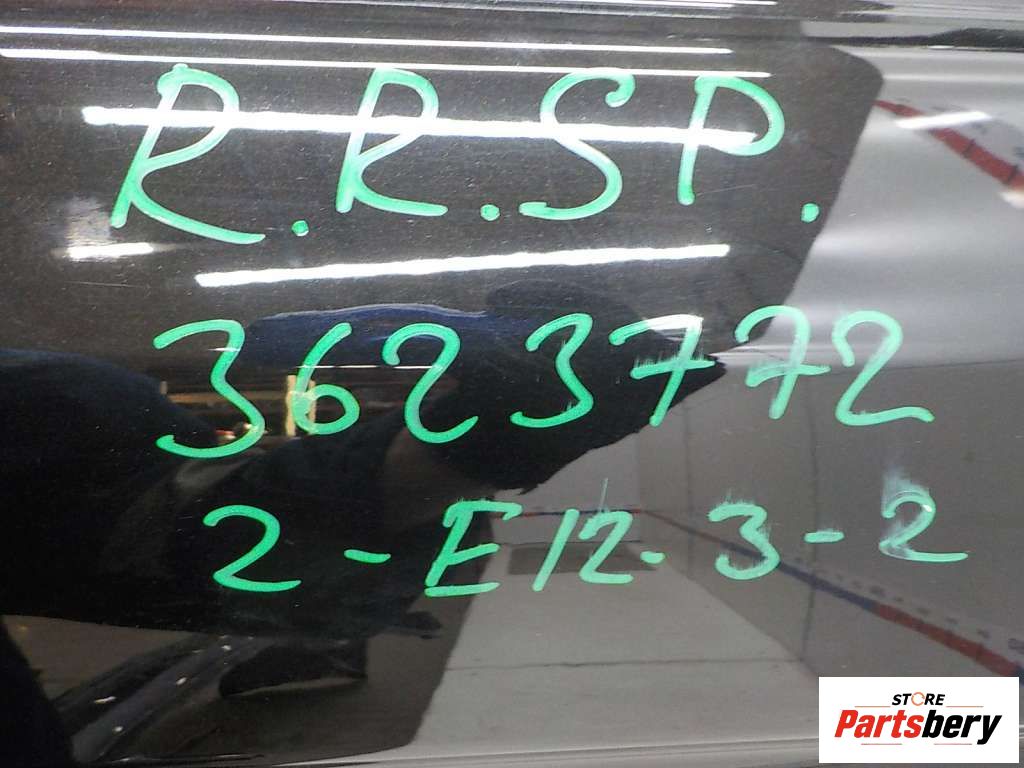 R.R.SP.
3623772
2-E12-3-2
STORE
Partsbery